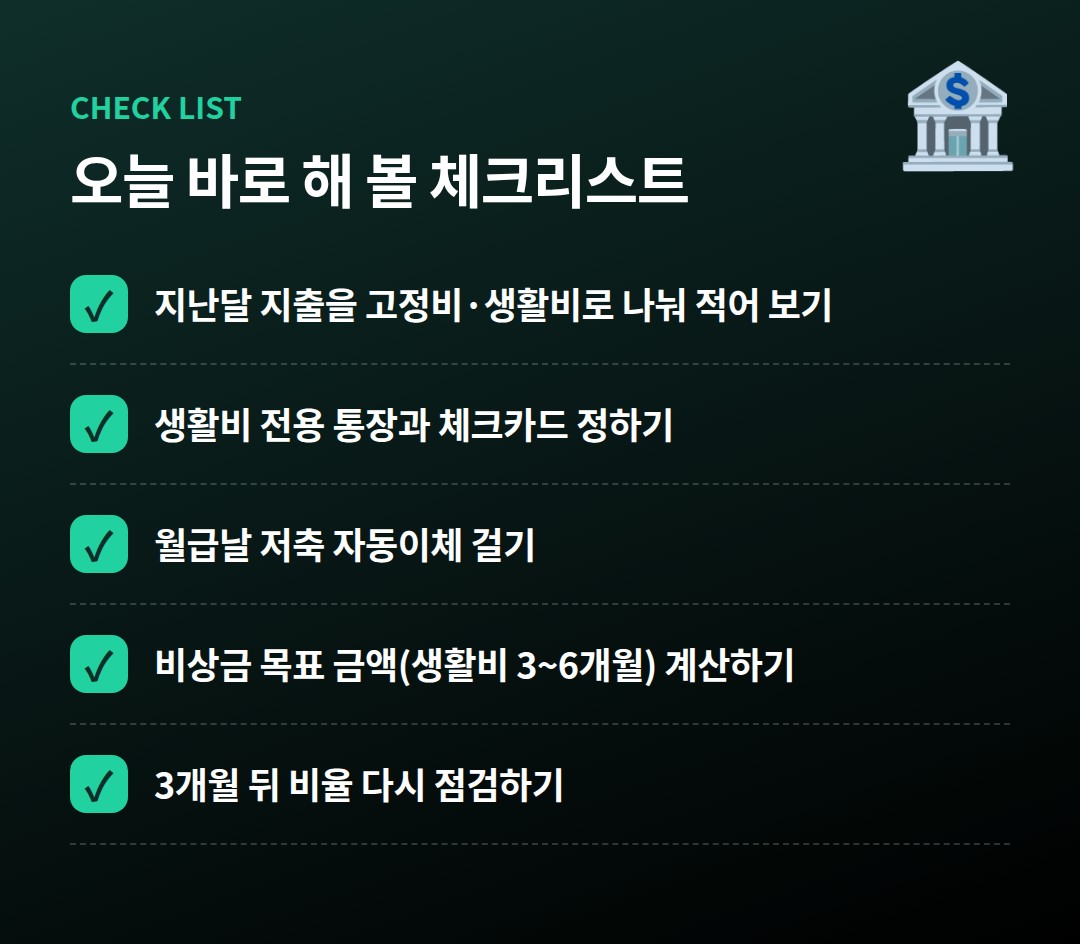 CHECK LIST
오늘 바로 해 볼 체크리스트
지난달 지출을 고정비·생활비로 나눠 적어 보기
생활비 전용 통장과 체크카드 정하기
월급날 저축 자동이체 걸기
비상금 목표 금액(생활비 3~6개월) 계산하기
3개월 뒤 비율 다시 점검하기